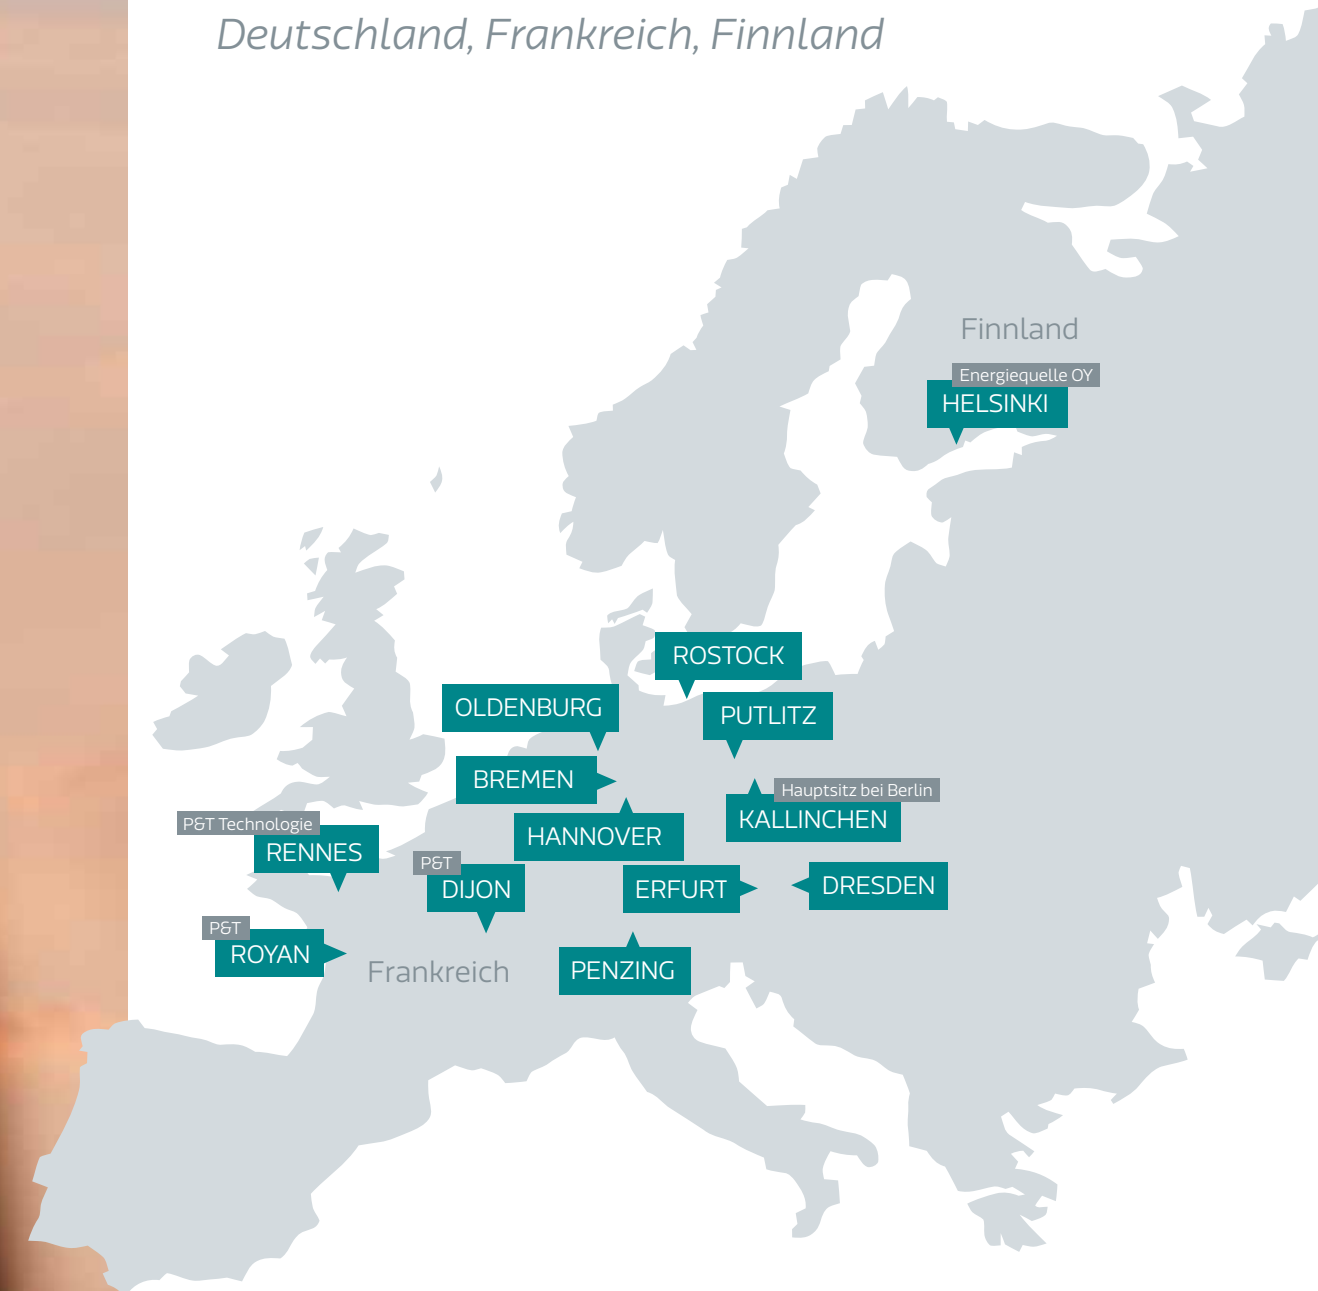 Deutschland, Frankreich, Finnland
Finnland
Energiequelle OY
HELSINKI
ROSTOCK
OLDENBURG
PUTLITZ
BREMEN
Hauptsitz bei Berlin
KALLINCHEN
P&T Technologie
RENNES
HANNOVER
P&T
DIJON
ERFURT
DRESDEN
P&T
ROYAN
Frankreich
PENZING